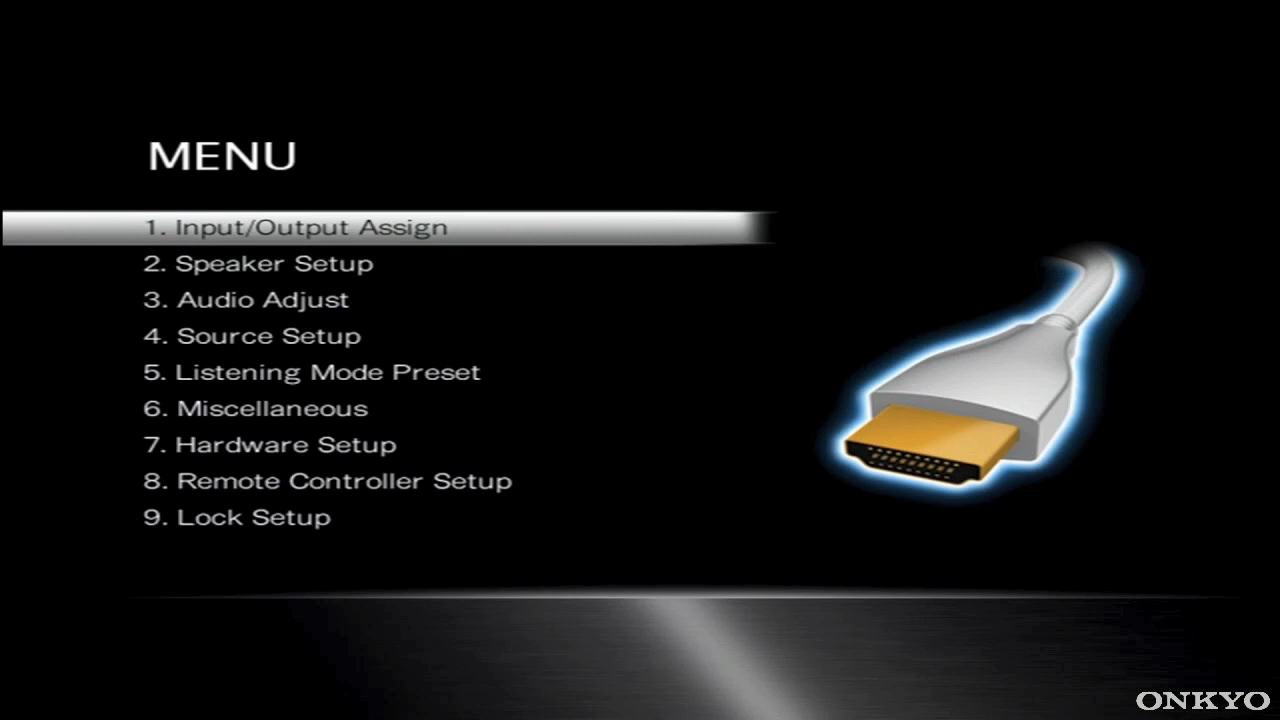 MENU
1. Input/Output Assign
2. Speaker Setup
3. Audio Adjust
4. Source Setup
5. Listening Mode Preset
6. Miscellaneous
7. Hardware Setup
8. Remote Controller Setup
9. Lock Setup
ONKYO